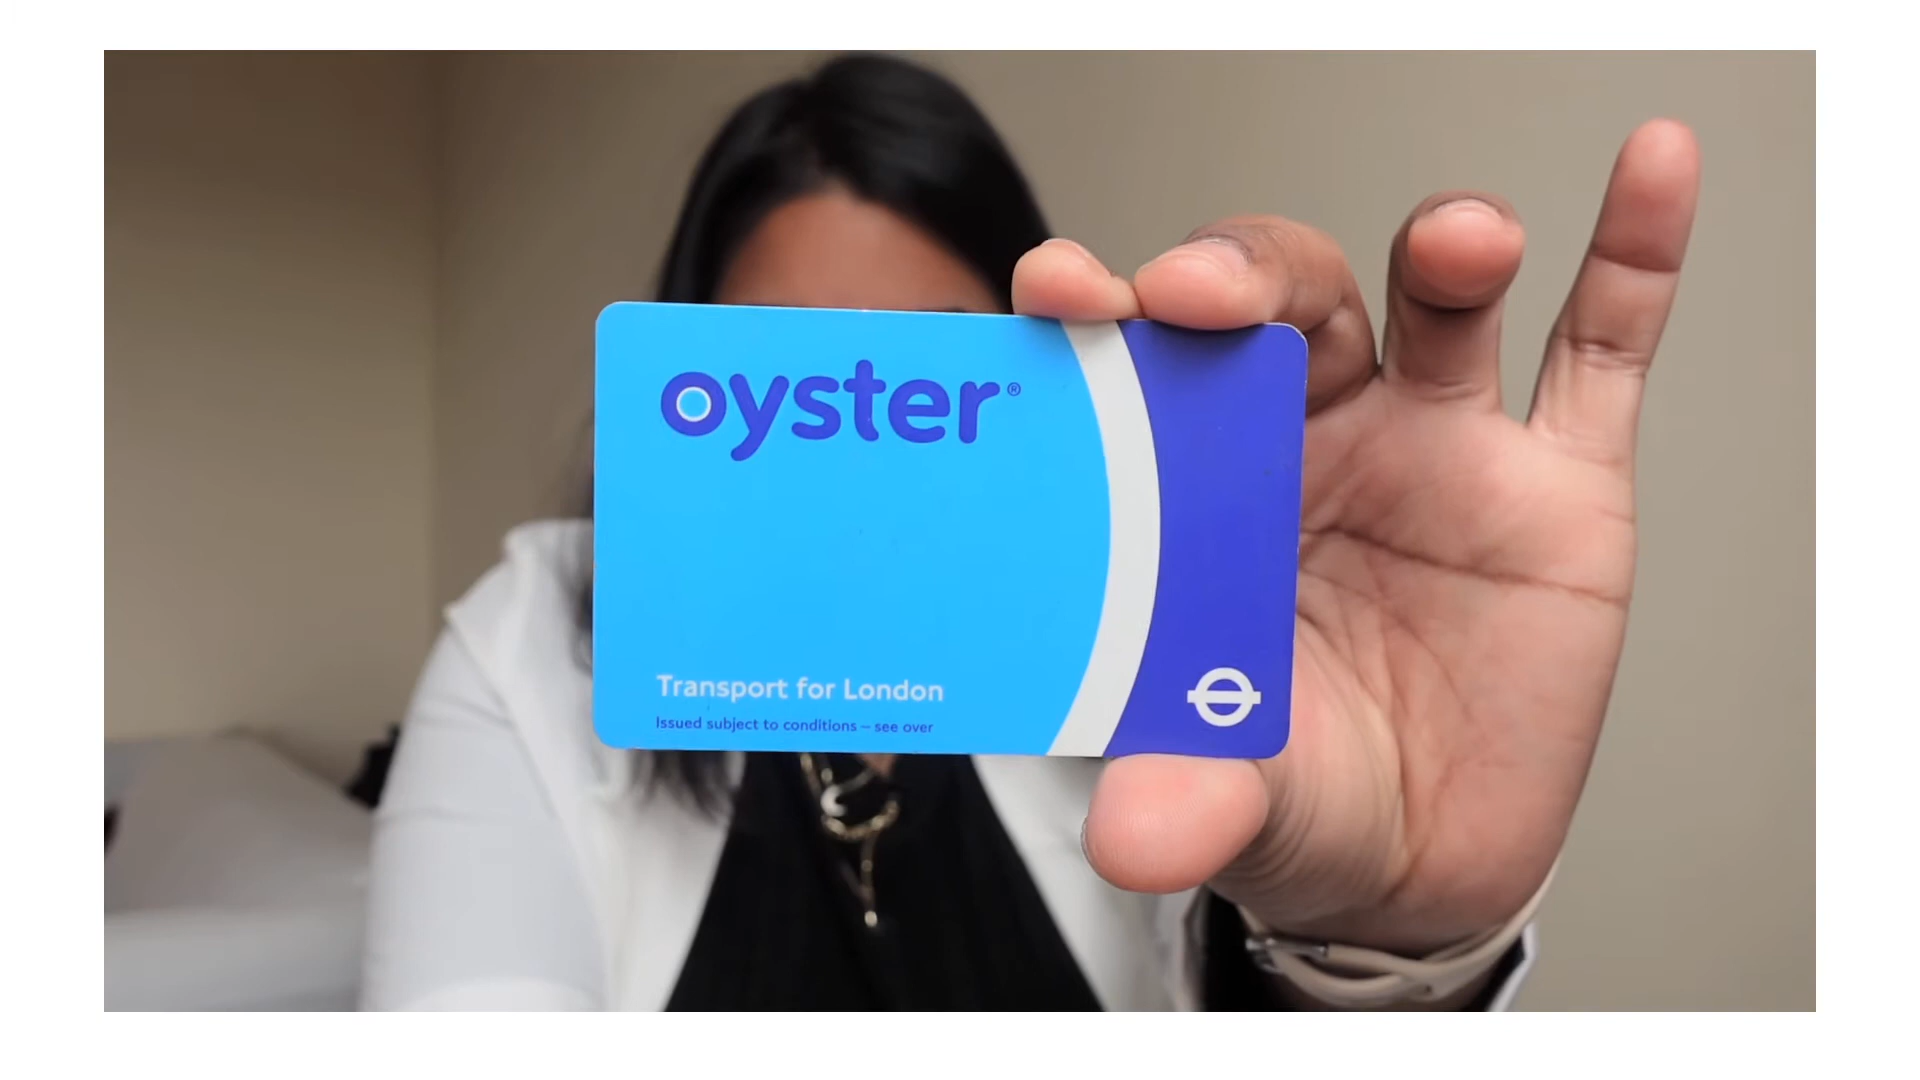 oyster®
Transport for London
Issued subject to conditions – see over